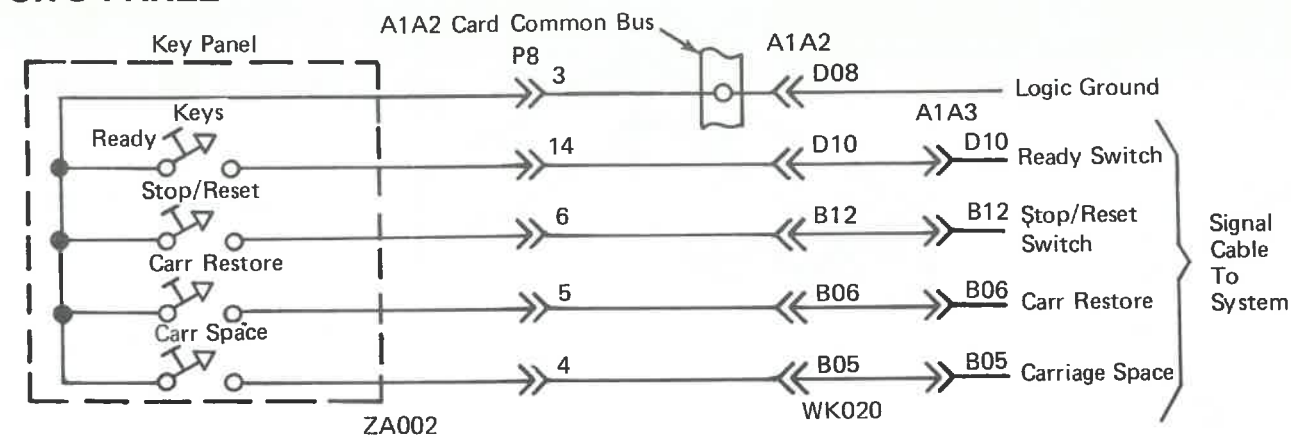 A1A2 Card Common Bus
Key Panel
P8
A1A2
3
D08
Logic Ground
A1A3
Keys
Ready
14
D10
D10
Ready Switch
Stop/Reset
6
B12
B12
Stop/Reset
Switch
Signal
Cable
To
System
Carr Restore
5
B06
B06
Carr Restore
Carr Space
4
B05
B05
Carriage Space
WK020
ZA002